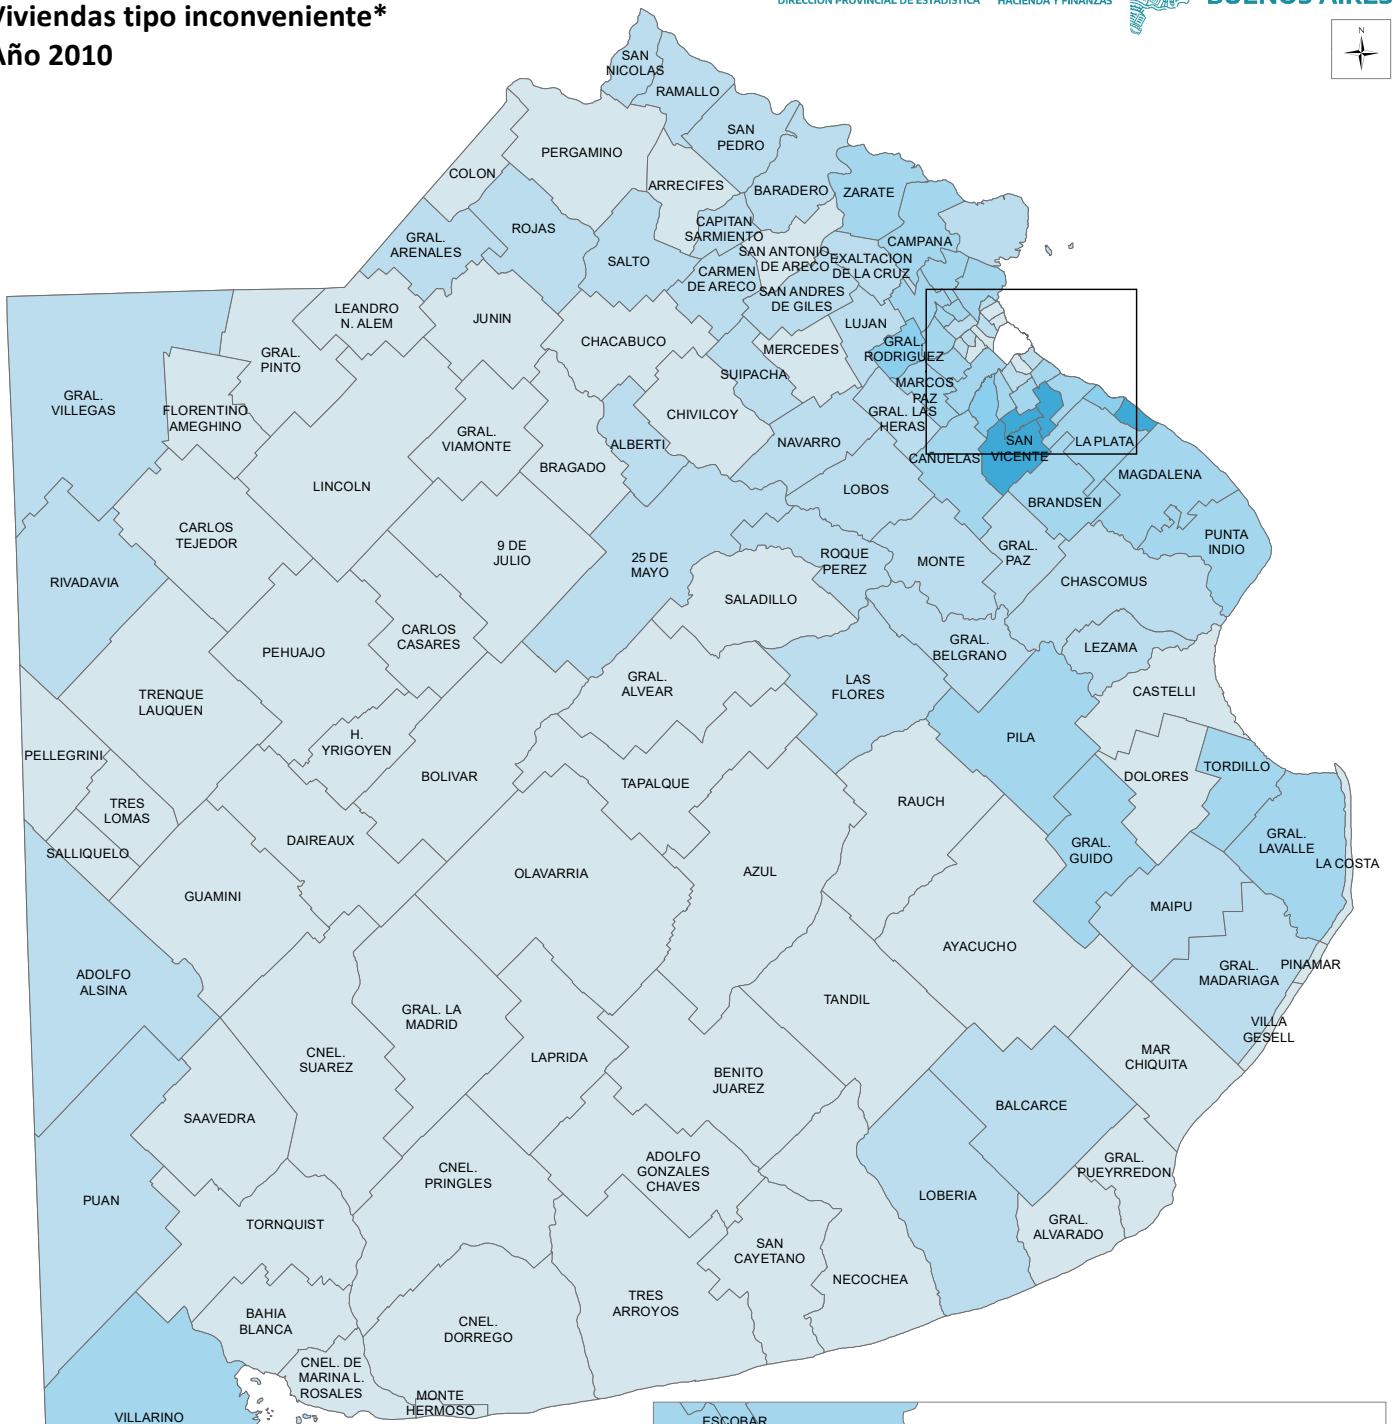 Viviendas tipo inconveniente*
Año 2010
DIRECCIÓN PROVINCIAL DE ESTADÍSTICA
HACIENDA Y FINANZAS
BUENOS AIRES
N
SAN
NICOLAS
RAMALLO
SAN
PEDRO
PERGAMINO
COLON
ARRECIFES
BARADERO
ZARATE
GRAL.
ARENALES
ROJAS
SALTO
CAPITAN
SARMIENTO
SAN ANTONIO
DE ARECO
CAMPANA
EXALTACION
DE LA CRUZ
CARMEN
DE ARECO
SAN ANDRES
DE GILES
LEANDRO
N. ALEM
JUNIN
CHACABUCO
MERCEDES
LUJAN
GRAL.
RODRIGUEZ
GRAL.
PINTO
SUIPACHA
MARCOS
PAZ
GRAL. LAS
HERAS
GRAL.
VILLEGAS
FLORENTINO
AMEGHINO
CHIVILCOY
GRAL.
VIAMONTE
ALBERTI
NAVARRO
SAN
VICENTE
LA PLATA
CAÑUELAS
BRAGADO
LINCOLN
LOBOS
MAGDALENA
BRANDSEN
CARLOS
TEJEDOR
9 DE
JULIO
25 DE
MAYO
ROQUE
PEREZ
MONTE
GRAL.
PAZ
PUNTA
INDIO
RIVADAVIA
CHASCOMUS
SALADILLO
CARLOS
CASARES
PEHUAJO
GRAL.
BELGRANO
LEZAMA
TRENQUE
LAUQUEN
GRAL.
ALVEAR
LAS
FLORES
CASTELLI
H.
YRIGOYEN
PILA
PELLEGRINI
BOLIVAR
TAPALQUE
DOLORES
TORDILLO
TRES
LOMAS
RAUCH
SALLIQUELO
DAIREAUX
GRAL.
GUIDO
GRAL.
LAVALLE
LA COSTA
OLAVARRIA
AZUL
GUAMINI
MAIPU
AYACUCHO
ADOLFO
ALSINA
GRAL.
MADARIAGA
PINAMAR
TANDIL
GRAL. LA
MADRID
VILLA
GESELL
CNEL.
SUAREZ
LAPRIDA
MAR
CHIQUITA
BENITO
JUAREZ
BALCARCE
SAAVEDRA
ADOLFO
GONZALES
CHAVES
CNEL.
PRINGLES
GRAL.
PUEYRREDON
PUAN
LOBERIA
TORNQUIST
GRAL.
ALVARADO
SAN
CAYETANO
NECOCHEA
TRES
ARROYOS
BAHIA
BLANCA
CNEL.
DORREGO
CNEL. DE
MARINA L.
ROSALES
MONTE
HERMOSO
VILLARINO
ESCOBAR